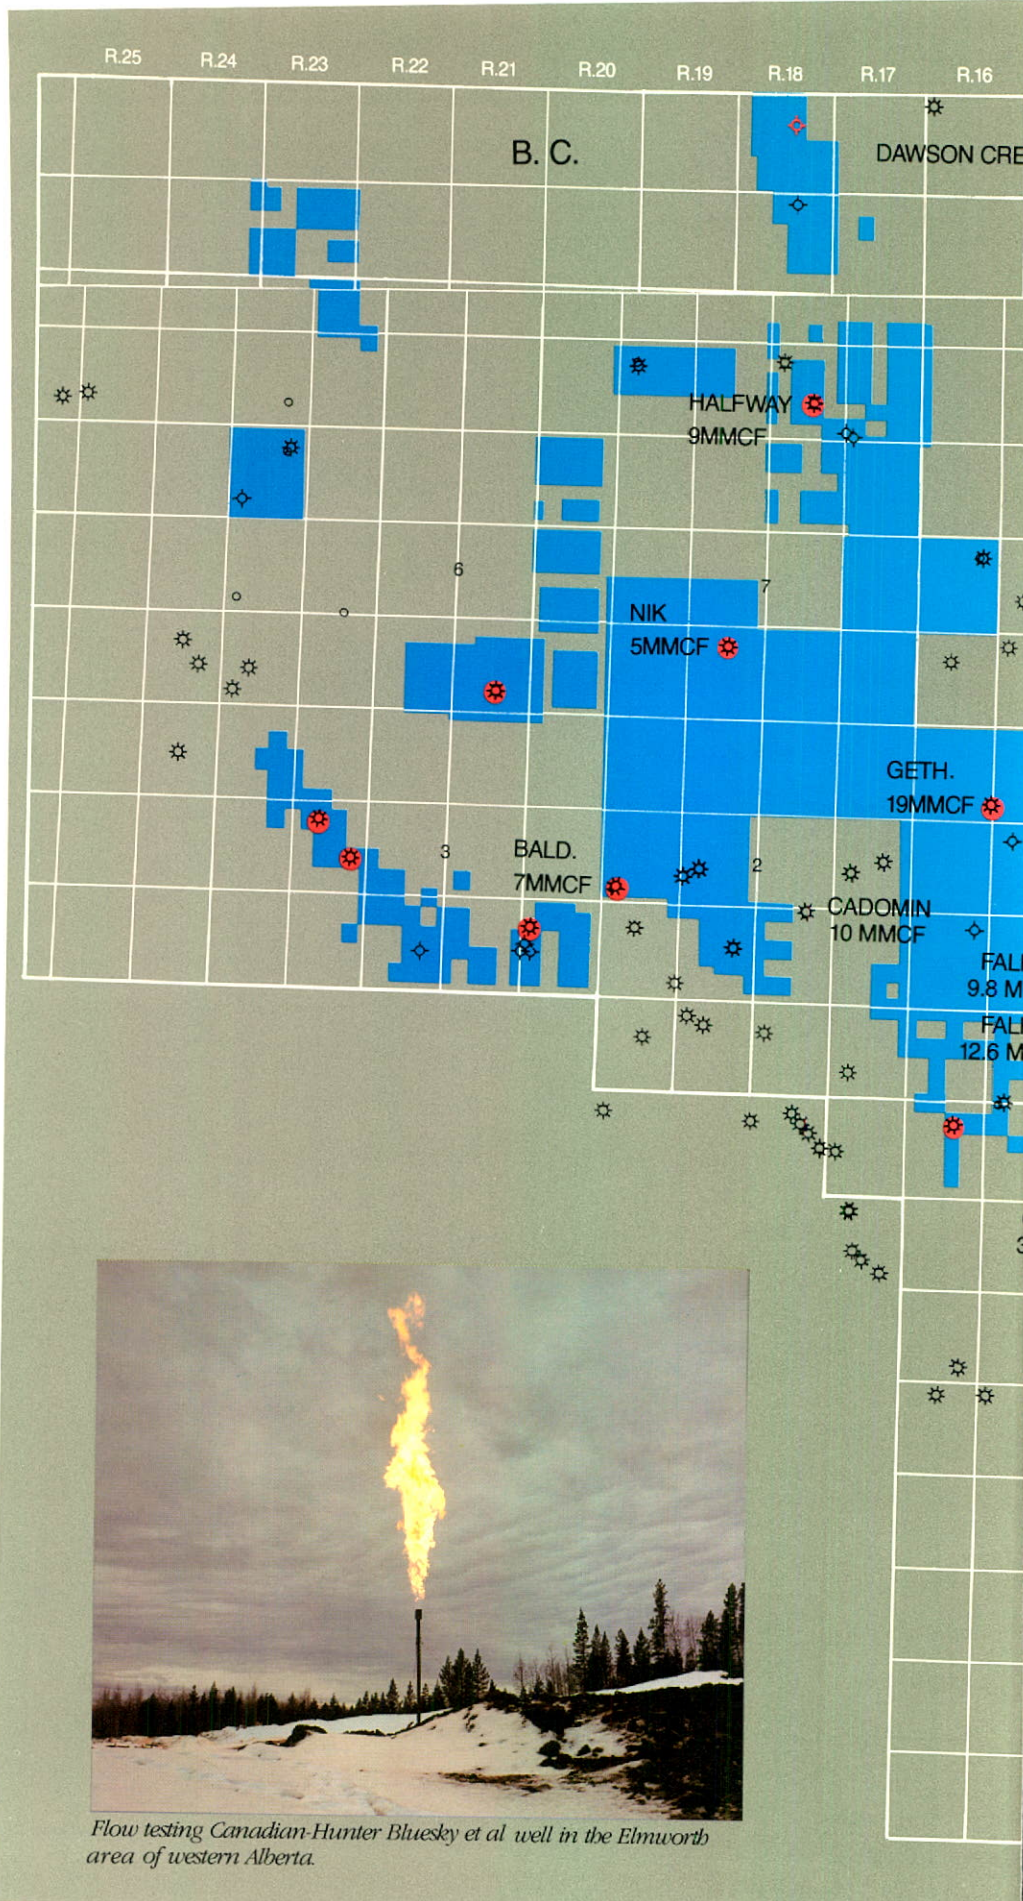 R.25 R.24 R.23 R.22 R.21 R.20 R.19 R.18 R.17 R.16
B. C.
DAWSON CRE
HALFWAY
9MMCF
6
7
NIK
5MMCF
GETH.
19MMCF
3
BALD.
7MMCF
2
CADOMIN
10 MMCF
FAL
9.8 M
FAL
12.6 M
3
Flow testing Canadian-Hunter Bluesky et al well in the Elmworth
area of western Alberta.